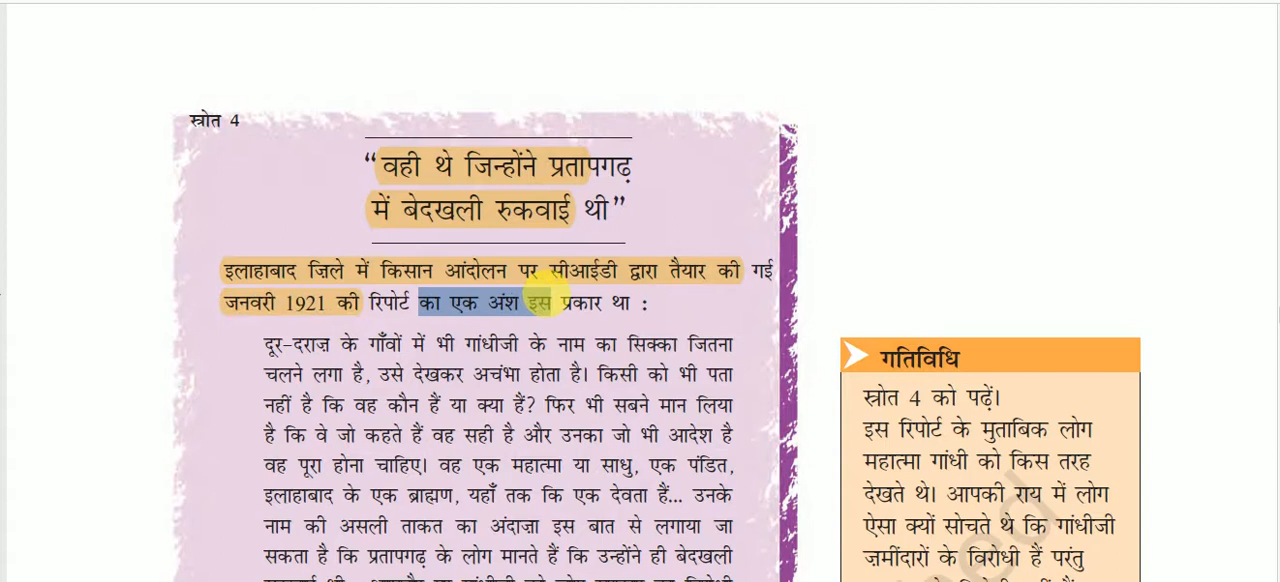 स्रोत 4
“वही थे जिन्होंने प्रतापगढ़
में बेदखली रुकवाई थी”
इलाहाबाद ज़िले में किसान आंदोलन पर सीआईडी द्वारा तैयार की गई
जनवरी 1921 की रिपोर्ट का एक अंश इस प्रकार था :
दूर-दराज़ के गाँवों में भी गांधीजी के नाम का सिक्का जितना
चलने लगा है, उसे देखकर अचंभा होता है। किसी को भी पता
नहीं है कि वह कौन हैं या क्या हैं? फिर भी सबने मान लिया
है कि वे जो कहते हैं वह सही है और उनका जो भी आदेश है
वह पूरा होना चाहिए। वह एक महात्मा या साधु, एक पंडित,
इलाहाबाद के एक ब्राह्मण, यहाँ तक कि एक देवता हैं... उनके
नाम की असली ताकत का अंदाज़ा इस बात से लगाया जा
सकता है कि प्रतापगढ़ के लोग मानते हैं कि उन्होंने ही बेदखली
गतिविधि
स्रोत 4 को पढ़ें।
इस रिपोर्ट के मुताबिक लोग
महात्मा गांधी को किस तरह
देखते थे। आपकी राय में लोग
ऐसा क्यों सोचते थे कि गांधीजी
ज़मींदारों के विरोधी हैं परंतु